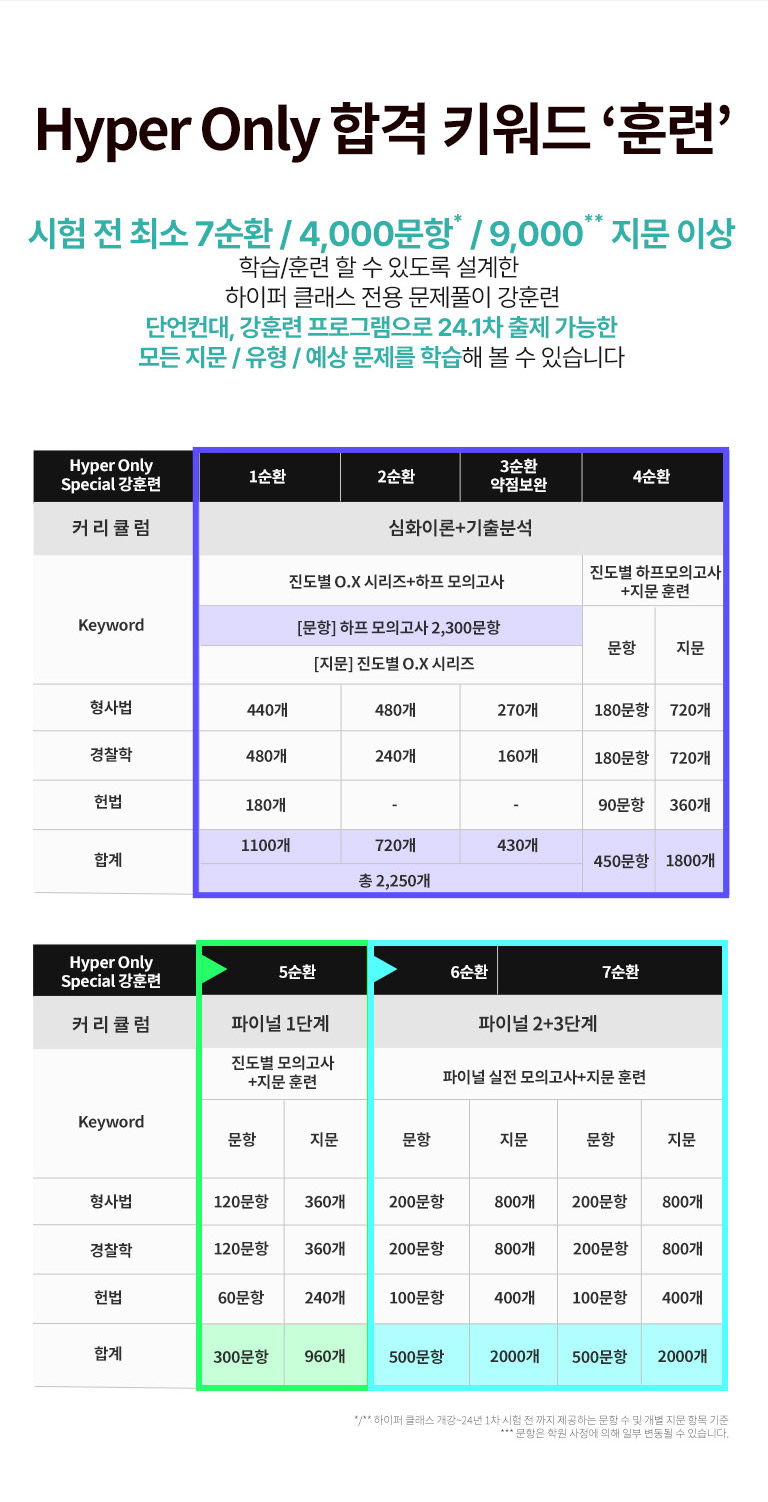 Hyper Only 합격 키워드 ‘훈련’
시험 전 최소 7순환 / 4,000문항* / 9,000** 지문 이상
학습/훈련 할 수 있도록 설계한
하이퍼 클래스 전용 문제풀이 강훈련
단언컨대, 강훈련 프로그램으로 24.1차 출제 가능한
모든 지문 / 유형 / 예상 문제를 학습해 볼 수 있습니다
Hyper Only
Special 강훈련
1순환
2순환
3순환
약점보완
4순환
커 리 큘 럼
심화이론+기출분석
Keyword
진도별 O.X 시리즈+하프 모의고사
진도별 하프모의고사
+지문 훈련
[문항] 하프 모의고사 2,300문항
[지문] 진도별 O.X 시리즈
문항
지문
형사법 440개 480개 270개 180문항 720개
경찰학 480개 240개 160개 180문항 720개
헌법 180개 - - 90문항 360개
합계 1100개 720개 430개 450문항 1800개
총 2,250개
Hyper Only
Special 강훈련
5순환
6순환
7순환
커 리 큘 럼
파이널 1단계
파이널 2+3단계
Keyword
진도별 모의고사
+지문 훈련
파이널 실전 모의고사+지문 훈련
문항 지문 문항 지문 문항 지문
형사법 120문항 360개 200문항 800개 200문항 800개
경찰학 120문항 360개 200문항 800개 200문항 800개
헌법 60문항 240개 100문항 400개 100문항 400개
합계 300문항 960개 500문항 2000개 500문항 2000개
*/** 하이퍼 클래스 개강~24년 1차 시험 전 까지 제공하는 문항 수 및 개별 지문 항목 기준
*** 문항은 학원 사정에 의해 일부 변동될 수 있습니다.